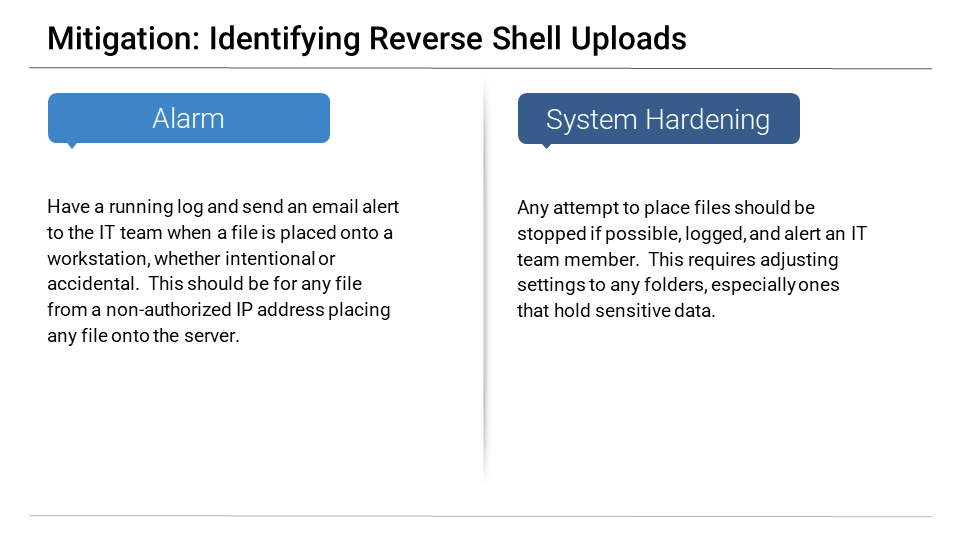 Mitigation: Identifying Reverse Shell Uploads
Alarm
Have a running log and send an email alert
to the IT team when a file is placed onto a
workstation, whether intentional or
accidental.  This should be for any file
from a non-authorized IP address placing
any file onto the server.
System Hardening
Any attempt to place files should be
stopped if possible, logged, and alert an IT
team member.  This requires adjusting
settings to any folders, especially ones
that hold sensitive data.